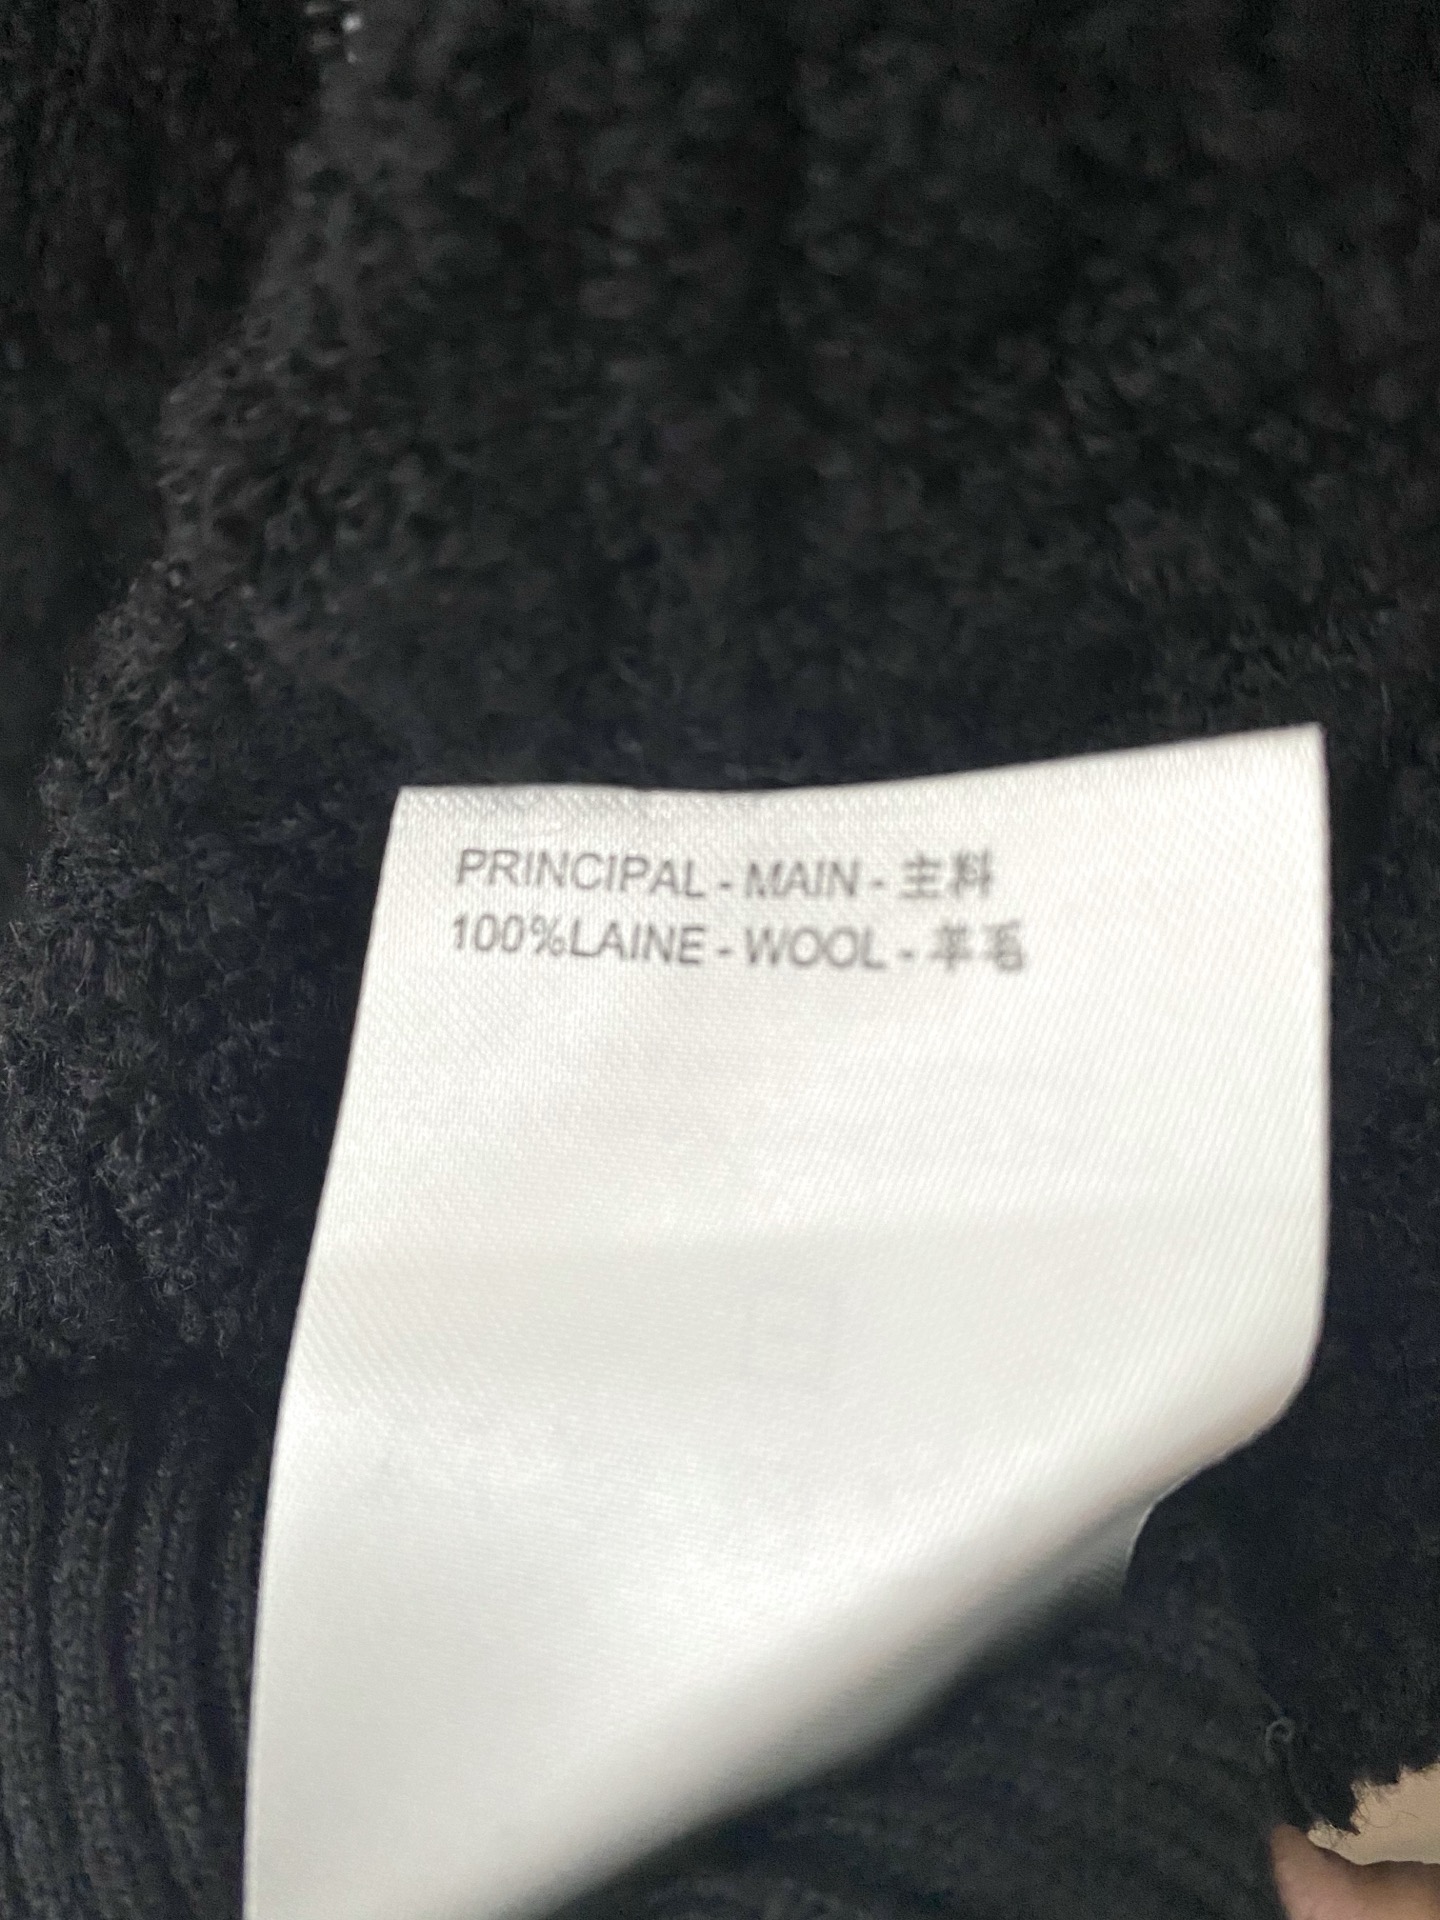 PRINCIPAL - MAIN - 主料
100%LAINE - WOOL - 羊毛